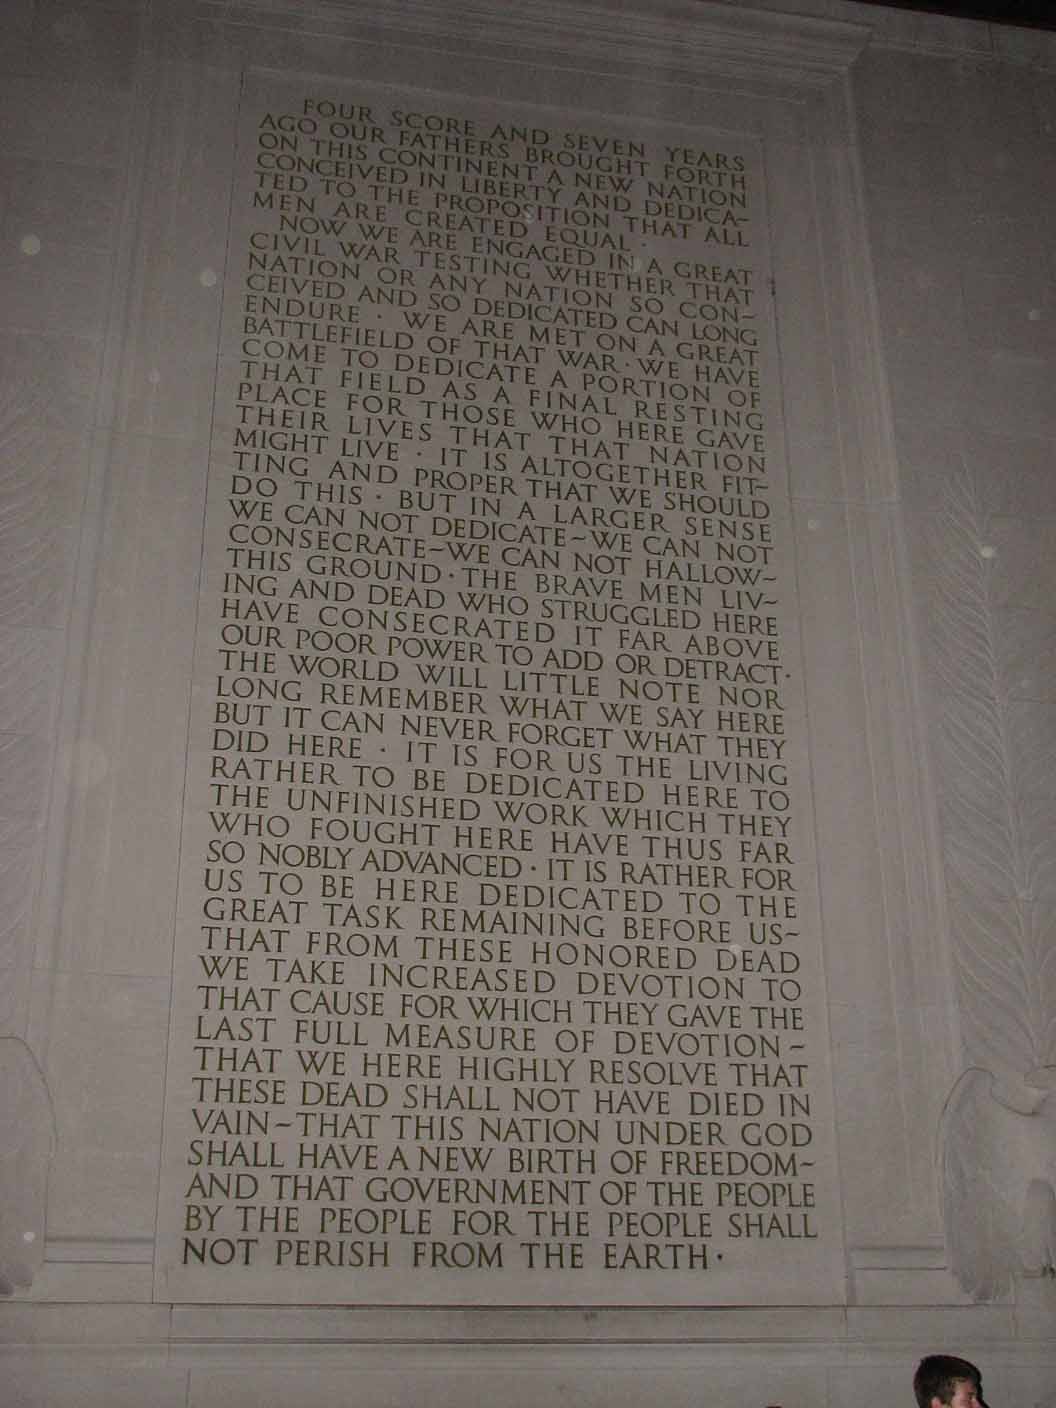 FOUR SCORE AND SEVEN YEARS
AGO OUR FATHERS BROUGHT FORTH
ON THIS CONTINENT A NEW NATION
CONCEIVED IN LIBERTY AND DEDICA~
TED TO THE PROPOSITION THAT ALL
MEN ARE CREATED EQUAL ·
NOW WE ARE ENGAGED IN A GREAT
CIVIL WAR TESTING WHETHER THAT
NATION OR ANY NATION SO CON~
CEIVED AND SO DEDICATED CAN LONG
ENDURE · WE ARE MET ON A GREAT
BATTLEFIELD OF THAT WAR · WE HAVE
COME TO DEDICATE A PORTION OF
THAT FIELD AS A FINAL RESTING
PLACE FOR THOSE WHO HERE GAVE
THEIR LIVES THAT THAT NATION
MIGHT LIVE · IT IS ALTOGETHER FIT~
TING AND PROPER THAT WE SHOULD
DO THIS · BUT IN A LARGER SENSE
WE CAN NOT DEDICATE~WE CAN NOT
CONSECRATE~WE CAN NOT HALLOW~
THIS GROUND · THE BRAVE MEN LIV~
ING AND DEAD WHO STRUGGLED HERE
HAVE CONSECRATED IT FAR ABOVE
OUR POOR POWER TO ADD OR DETRACT ·
THE WORLD WILL LITTLE NOTE NOR
LONG REMEMBER WHAT WE SAY HERE
BUT IT CAN NEVER FORGET WHAT THEY
DID HERE · IT IS FOR US THE LIVING
RATHER TO BE DEDICATED HERE TO
THE UNFINISHED WORK WHICH THEY
WHO FOUGHT HERE HAVE THUS FAR
SO NOBLY ADVANCED · IT IS RATHER FOR
US TO BE HERE DEDICATED TO THE
GREAT TASK REMAINING BEFORE US~
THAT FROM THESE HONORED DEAD
WE TAKE INCREASED DEVOTION TO
THAT CAUSE FOR WHICH THEY GAVE THE
LAST FULL MEASURE OF DEVOTION~
THAT WE HERE HIGHLY RESOLVE THAT
THESE DEAD SHALL NOT HAVE DIED IN
VAIN~THAT THIS NATION UNDER GOD
SHALL HAVE A NEW BIRTH OF FREEDOM~
AND THAT GOVERNMENT OF THE PEOPLE
BY THE PEOPLE FOR THE PEOPLE SHALL
NOT PERISH FROM THE EARTH ·